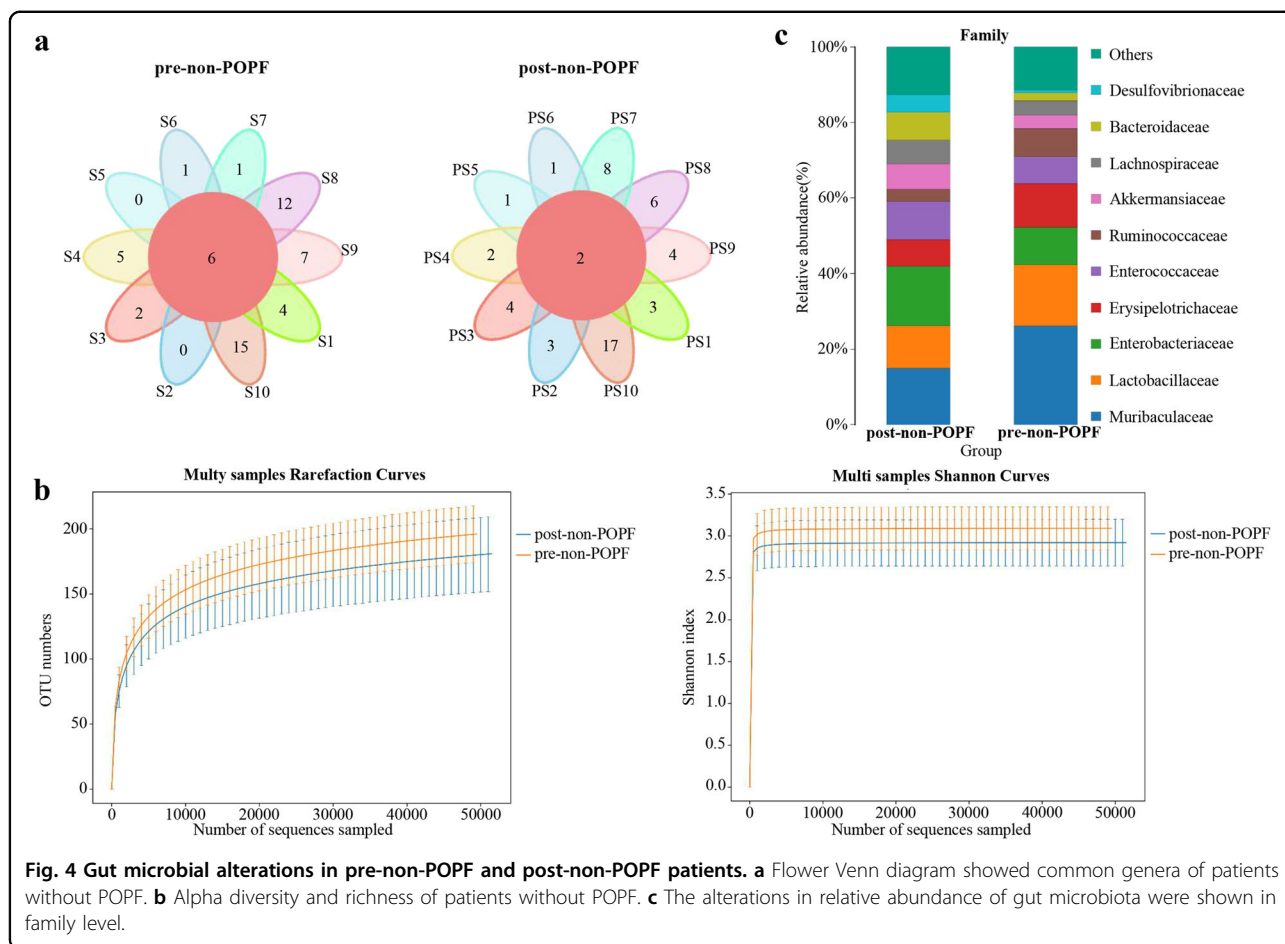 a
pre-non-POPF
S6
S7
S5
S8
S4
S9
S3
S1
S2
S10
1
1
0
12
5
6
7
2
4
0
15
post-non-POPF
PS6
PS7
PS5
PS8
PS4
PS9
PS3
PS1
PS2
PS10
1
8
1
6
2
2
4
4
3
3
17
c
Family
100%
80%
60%
40%
20%
0%
Relative abundance(%)
post-non-POPF
pre-non-POPF
Group
Others
Desulfovibrionaceae
Bacteroidaceae
Lachnospiraceae
Akkermansiaceae
Ruminococcaceae
Enterococcaceae
Erysipelotrichaceae
Enterobacteriaceae
Lactobacillaceae
Muribaculaceae
b
Multy samples Rarefaction Curves
200
150
100
50
0
OTU numbers
0 10000 20000 30000 40000 50000
Number of sequences sampled
post-non-POPF
pre-non-POPF
Multi samples Shannon Curves
3.5
3.0
2.5
2.0
1.5
1.0
0.5
0.0
Shannon index
0 10000 20000 30000 40000 50000
Number of sequences sampled
post-non-POPF
pre-non-POPF
Fig. 4 Gut microbial alterations in pre-non-POPF and post-non-POPF patients. a Flower Venn diagram showed common genera of patients
without POPF. b Alpha diversity and richness of patients without POPF. c The alterations in relative abundance of gut microbiota were shown in
family level.